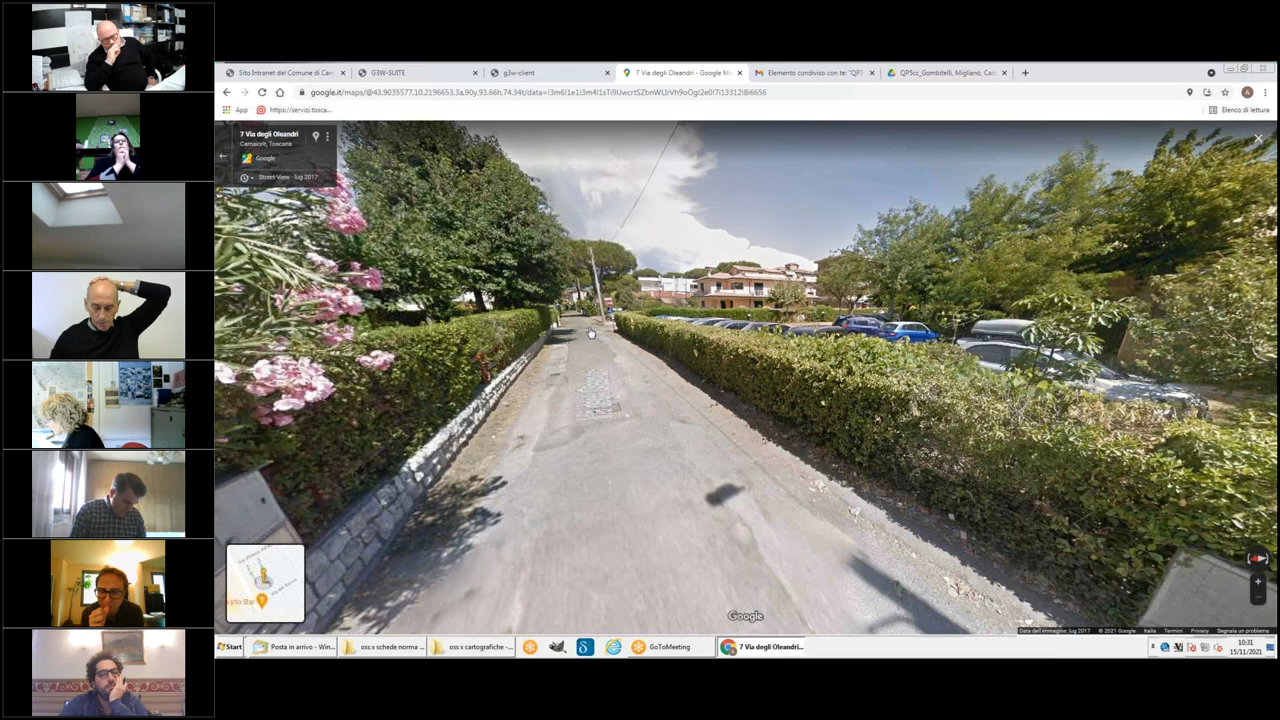 Sito Intranet del Comune di Cam
G3W-SUITE
g3w-client
7 Via degli Oleandri - Google M
Elemento condiviso con te: "QP5
QP5cc_Gombitelli, Migliano, Cas
google.it/maps/@43.9035577,10.2196653,3a,90y,93.66h,74.34t/data=!3m6!1e1!3m4!1sTi9UwcrtSZbnWLlrVh9oOg!2e0!7i13312!8i6656
A
App
https://servizi.tosca...
Elenco di lettura
7 Via degli Oleandri
Camaiore, Toscana
Google
Street View - lug 2017
Google
Data dell'immagine: lug 2017 © 2021 Google Italia Termini Privacy Segnala un problema
Start
Posta in arrivo - Win...
oss x schede norma ...
oss x cartografiche -...
GoToMeeting
7 Via degli Oleandri...
10:31
15/11/2021